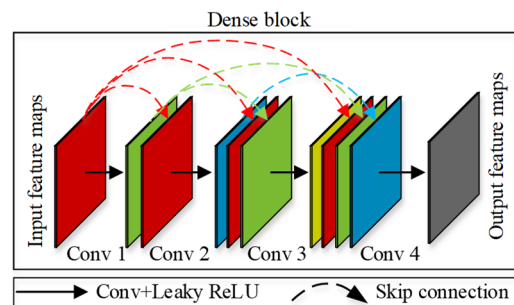 Dense block
Input feature maps
Conv 1
Conv 2
Conv 3
Conv 4
Output feature maps
Conv+Leaky ReLU
Skip connection